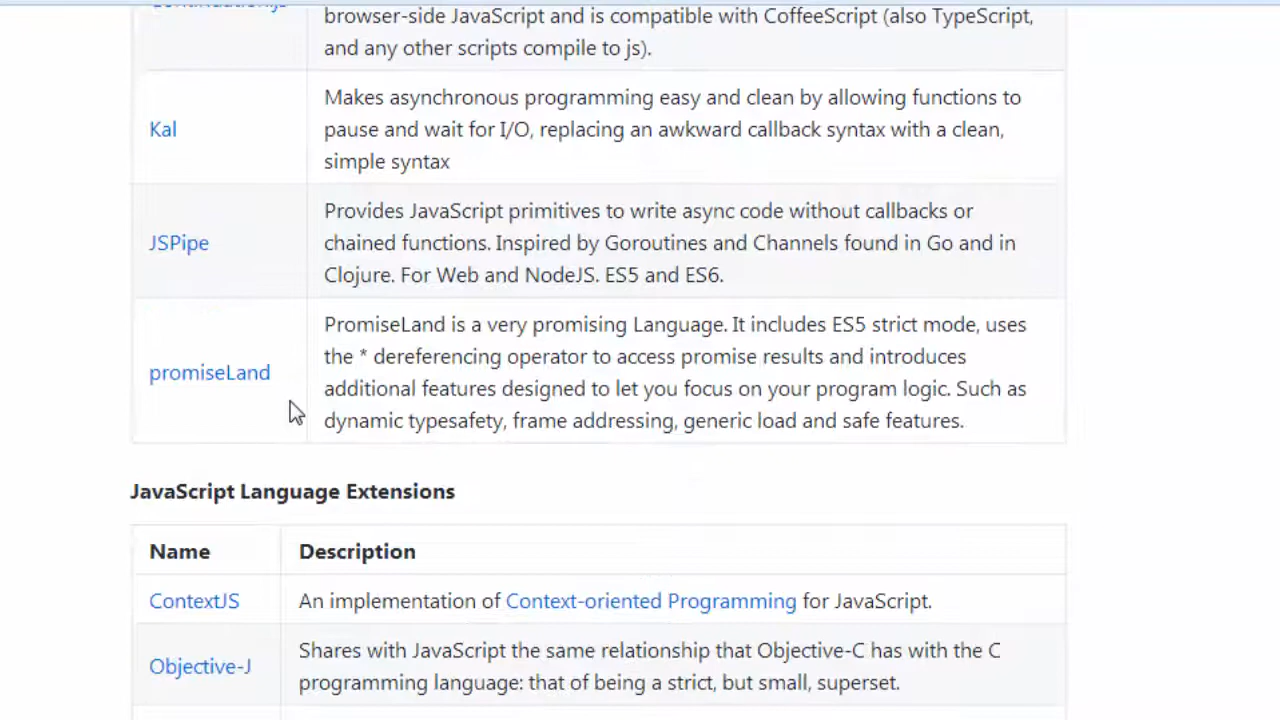 browser-side JavaScript and is compatible with CoffeeScript (also TypeScript,
and any other scripts compile to js).
Kal
Makes asynchronous programming easy and clean by allowing functions to
pause and wait for I/O, replacing an awkward callback syntax with a clean,
simple syntax
JSPipe
Provides JavaScript primitives to write async code without callbacks or
chained functions. Inspired by Goroutines and Channels found in Go and in
Clojure. For Web and NodeJS. ES5 and ES6.
promiseLand
PromiseLand is a very promising Language. It includes ES5 strict mode, uses
the * dereferencing operator to access promise results and introduces
additional features designed to let you focus on your program logic. Such as
dynamic typesafety, frame addressing, generic load and safe features.
JavaScript Language Extensions
Name Description
ContextJS An implementation of Context-oriented Programming for JavaScript.
Objective-J
Shares with JavaScript the same relationship that Objective-C has with the C
programming language: that of being a strict, but small, superset.